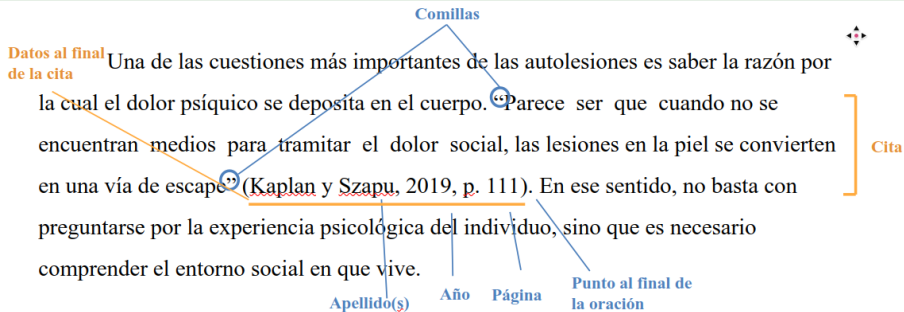 Comillas
Datos al final
de la cita
Una de las cuestiones más importantes de las autolesiones es saber la razón por
la cual el dolor psíquico se deposita en el cuerpo. “Parece ser que cuando no se
encuentran medios para tramitar el dolor social, las lesiones en la piel se convierten
en una vía de escape” (Kaplan y Szapu, 2019, p. 111). En ese sentido, no basta con
preguntarse por la experiencia psicológica del individuo, sino que es necesario
comprender el entorno social en que vive.
Cita
Apellido(s)
Año
Página
Punto al final de
la oración